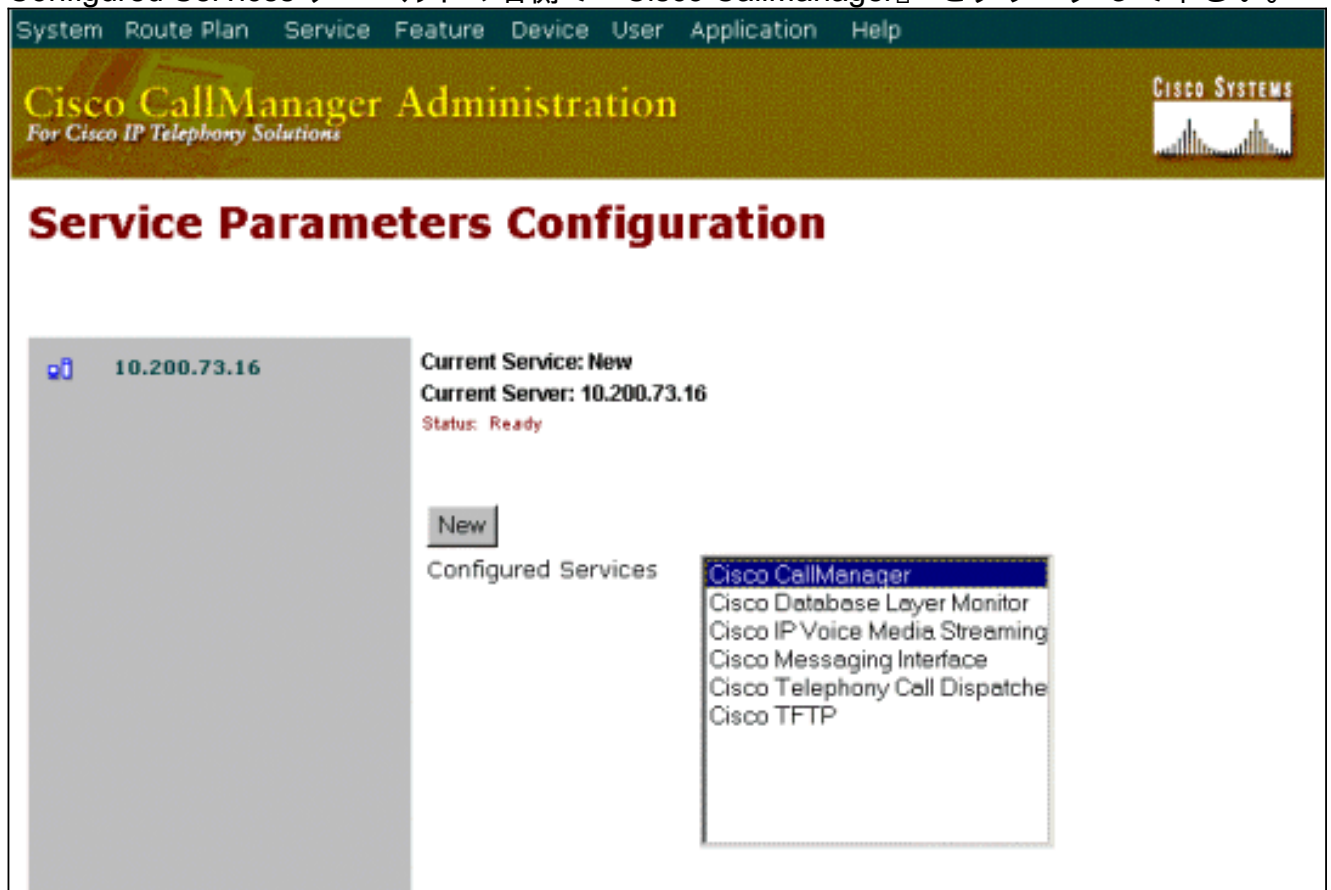 System Route Plan Service Feature Device User Application Help
Cisco CallManager Administration
For Cisco IP Telephony Solutions
CISCO SYSTEMS
Service Parameters Configuration
10.200.73.16
Current Service: New
Current Server: 10.200.73.16
Status: Ready
New
Configured Services
Cisco CallManager
Cisco Database Layer Monitor
Cisco IP Voice Media Streaming
Cisco Messaging Interface
Cisco Telephony Call Dispatche
Cisco TFTP